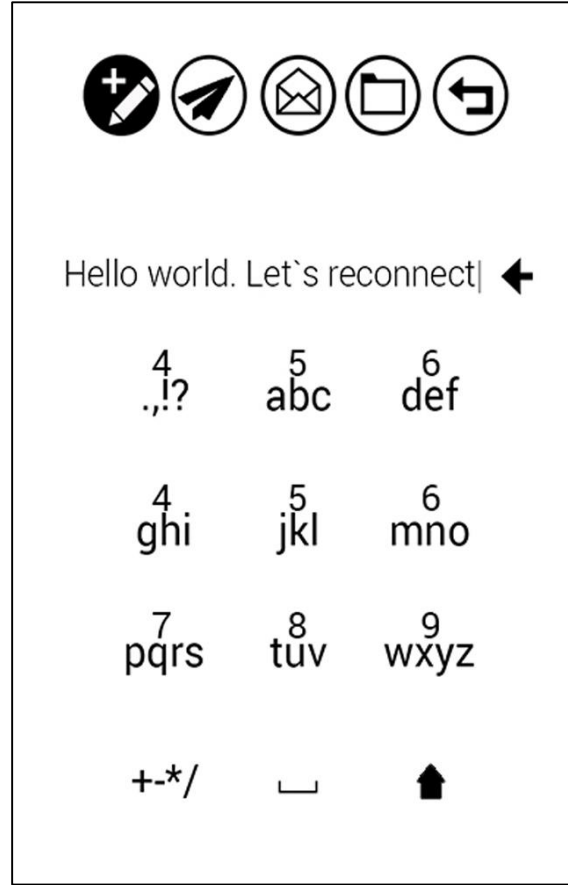 Hello world. Let`s reconnect
4 5 6
.,!? abc def
4 5 6
ghi jkl mno
7 8 9
pqrs tuv wxyz
+-*/